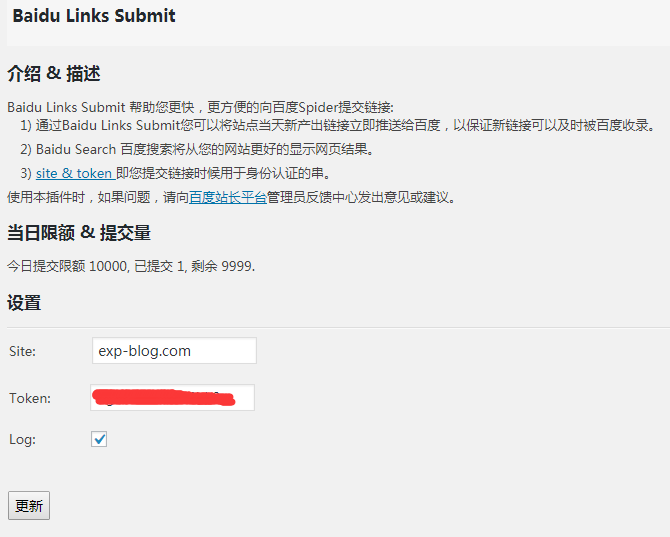 Baidu Links Submit
介绍 & 描述
Baidu Links Submit 帮助您更快，更方便的向百度Spider提交链接:
1) 通过Baidu Links Submit您可以将站点当天新产出链接立即推送给百度，以保证新链接可以及时被百度收录。
2) Baidu Search 百度搜索将从您的网站更好的显示网页结果。
3) site & token 即您提交链接时候用于身份认证的串。
使用本插件时，如果问题，请向百度站长平台管理员反馈中心发出意见或建议。
当日限额 & 提交量
今日提交限额 10000, 已提交 1, 剩余 9999.
设置
Site: exp-blog.com
Token:
Log:
更新